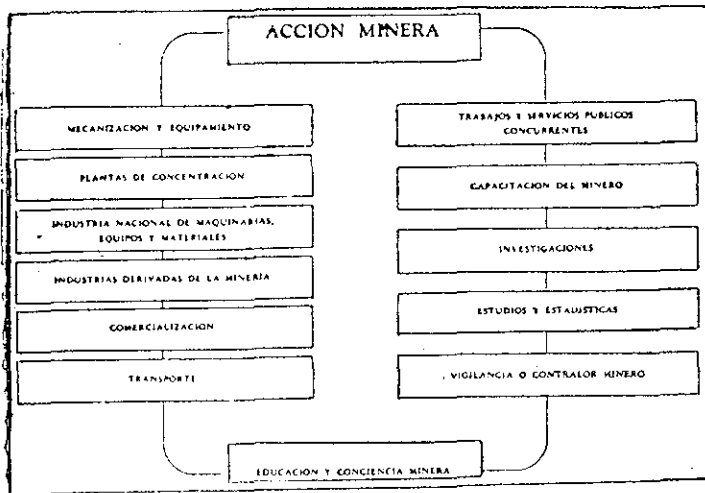 ACCION MINERA
MECANIZACION Y EQUIPAMIENTO
PLANTAS DE CONCENTRACION
INDUSTRIA NACIONAL DE MAQUINARIAS,
EQUIPOS Y MATERIALES
INDUSTRIAS DERIVADAS DE LA MINERÍA
COMERCIALIZACION
TRANSPORTE
TRABAJOS Y SERVICIOS PUBLICOS
CONCURRENTES
CAPACITACION DEL MINERO
INVESTIGACIONES
ESTUDIOS Y ESTADISTICAS
VIGILANCIA O CONTRALOR MINERO
EDUCACION Y CONCIENCIA MINERA